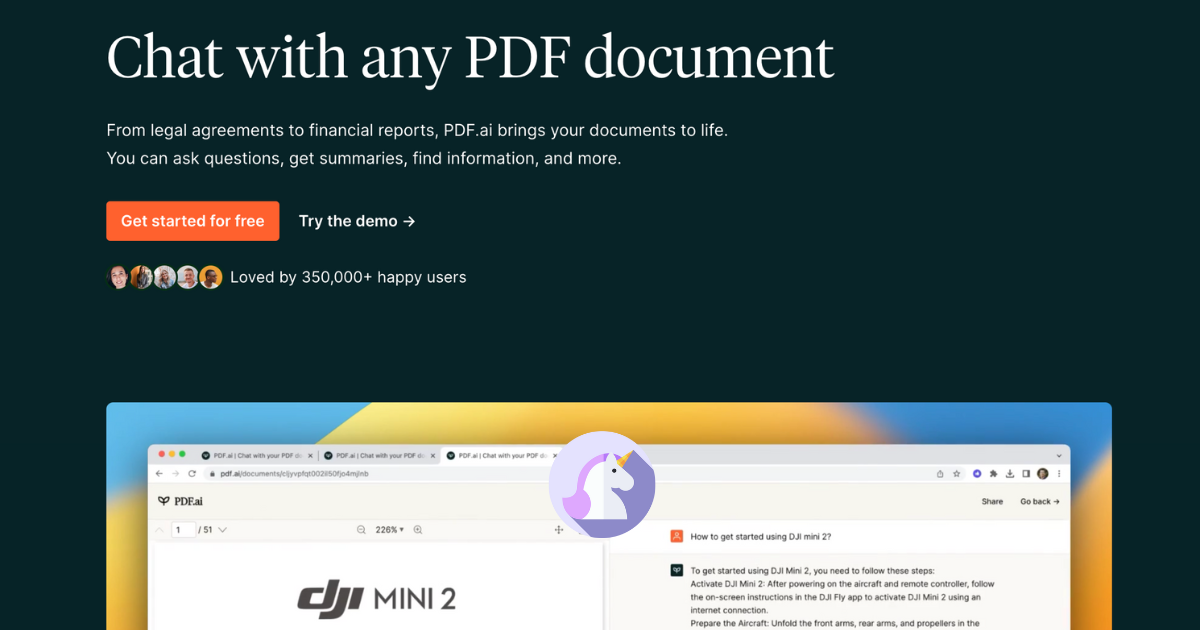 Chat with any PDF document
From legal agreements to financial reports, PDF.ai brings your documents to life.
You can ask questions, get summaries, find information, and more.
Get started for free
Try the demo →
Loved by 350,000+ happy users
PDF.ai | Chat with your PDF
PDF.ai | Chat with your PDF
PDF.ai | Chat with your PDF
PDF.ai
Share
Go back →
1 / 51
226%
How to get started using DJI mini 2?
To get started using DJI Mini 2, you need to follow these steps:
Activate DJI Mini 2: After powering on the aircraft and remote controller, follow
the on-screen instructions in the DJI Fly app to activate DJI Mini 2 using an
internet connection.
Prepare the Aircraft: Unfold the front arms, rear arms, and propellers in the
dji MINI 2